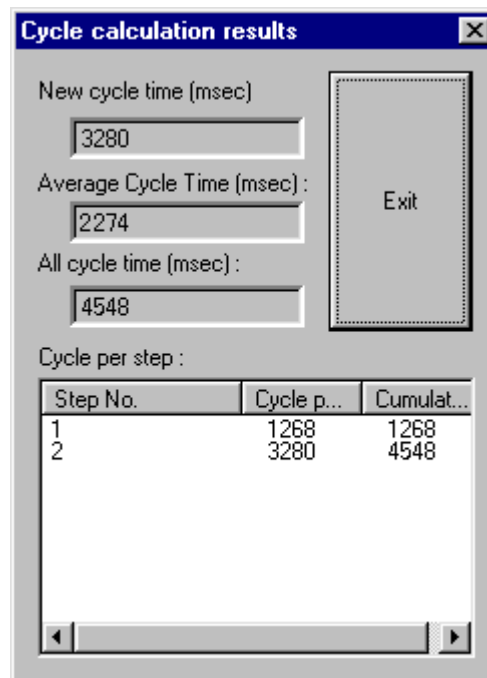 Cycle calculation results
New cycle time (msec)
3280
Exit
Average Cycle Time (msec) :
2274
All cycle time (msec) :
4548
Cycle per step :
Step No. Cycle p... Cumulat...
1 1268 1268
2 3280 4548